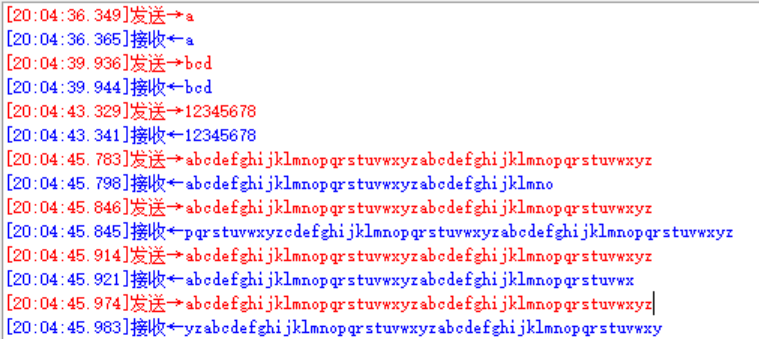 [20:04:36.349]发送→a
[20:04:36.365]接收←a
[20:04:39.936]发送→bcd
[20:04:39.944]接收←bcd
[20:04:43.329]发送→12345678
[20:04:43.341]接收←12345678
[20:04:45.783]发送→abcdefghijklmnopqrstuvwxyzabcdefghijklmnopqrstuvwxyz
[20:04:45.798]接收←abcdefghijklmnopqrstuvwxyzabcdefghijklmno
[20:04:45.846]发送→abcdefghijklmnopqrstuvwxyzabcdefghijklmnopqrstuvwxyz
[20:04:45.845]接收←pqrstuvwxyzcdefghijklmnopqrstuvwxyzabcdefghijklmnopqrstuvwxyz
[20:04:45.914]发送→abcdefghijklmnopqrstuvwxyzabcdefghijklmnopqrstuvwxyz
[20:04:45.921]接收←abcdefghijklmnopqrstuvwxyzabcdefghijklmnopqrstuvwx
[20:04:45.974]发送→abcdefghijklmnopqrstuvwxyzabcdefghijklmnopqrstuvwxyz
[20:04:45.983]接收←yzabcdefghijklmnopqrstuvwxyzabcdefghijklmnopqrstuvwxy